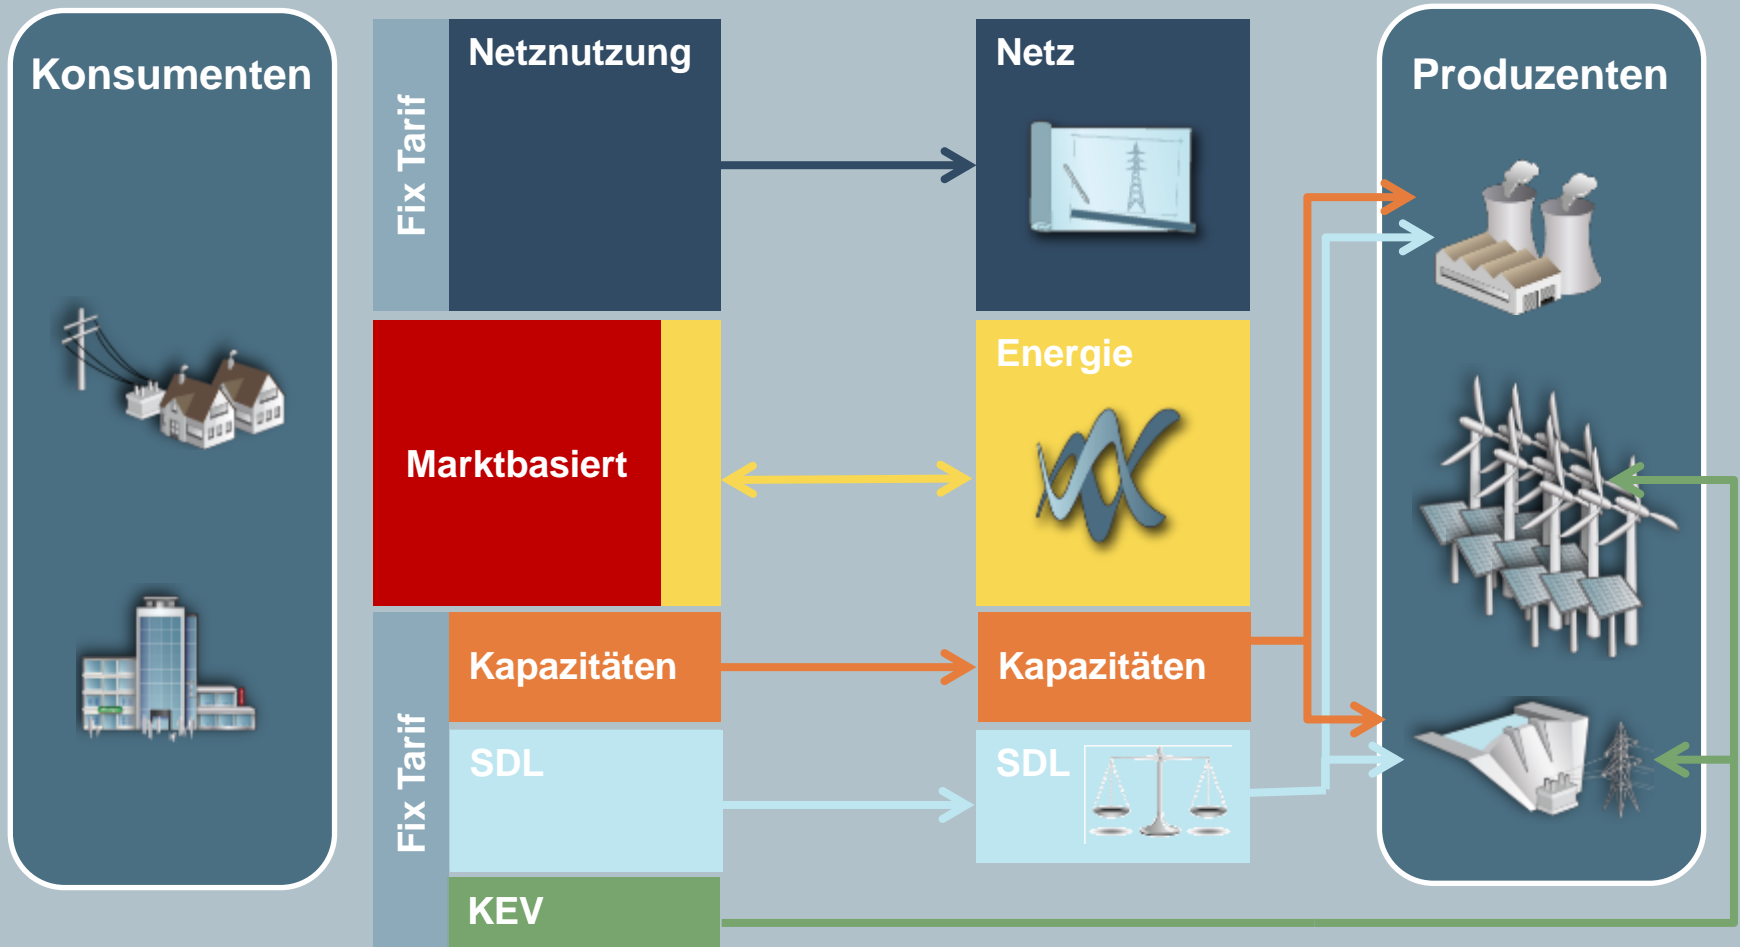 Konsumenten
Fix Tarif
Netznutzung
Netz
Produzenten
Marktbasiert
Energie
Fix Tarif
Kapazitäten
Kapazitäten
SDL
SDL
KEV